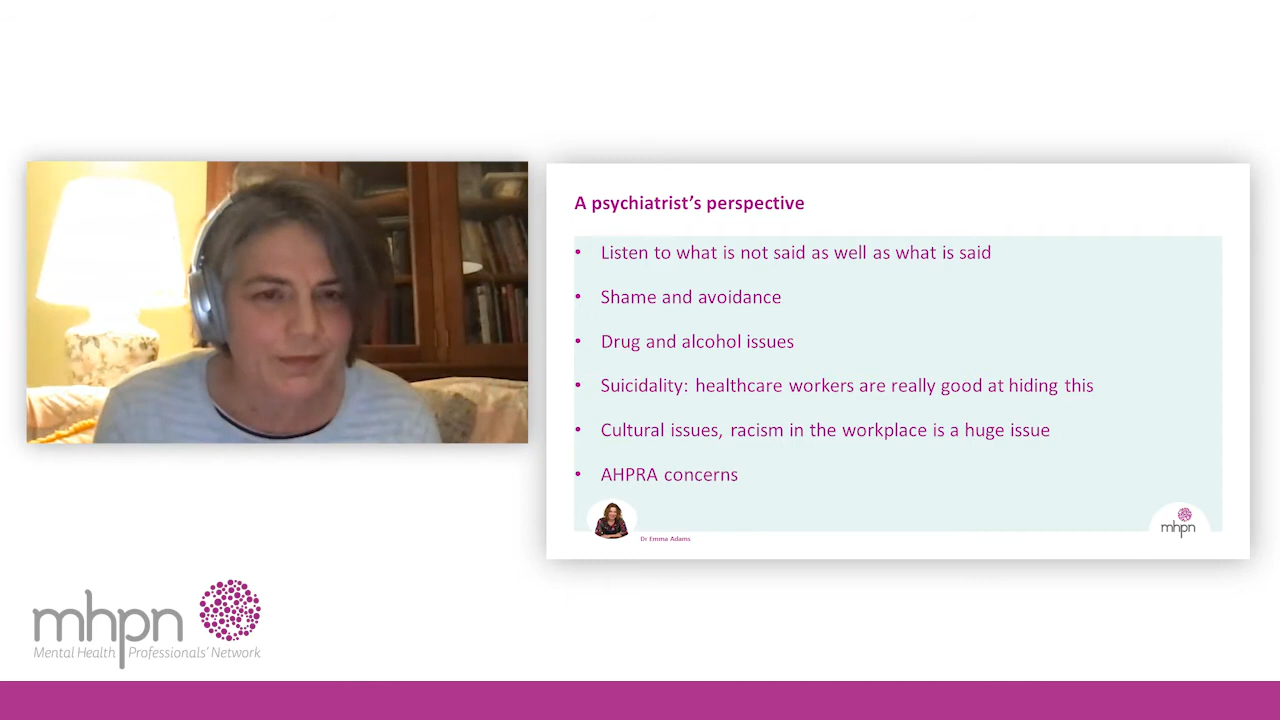 A psychiatrist's perspective
• Listen to what is not said as well as what is said
• Shame and avoidance
• Drug and alcohol issues
• Suicidality: healthcare workers are really good at hiding this
• Cultural issues, racism in the workplace is a huge issue
• AHPRA concerns
Dr Emma Adams
mhpn
mhpn
Mental Health Professionals' Network